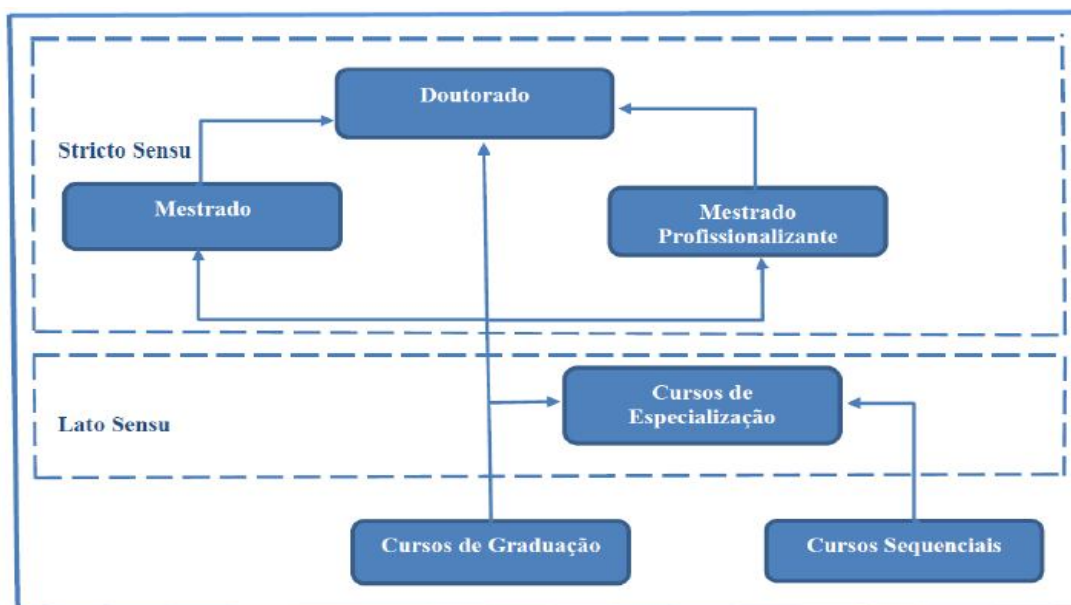 Doutorado
Stricto Sensu
Mestrado
Mestrado
Profissionalizante
Cursos de
Especialização
Lato Sensu
Cursos de Graduação
Cursos Sequenciais